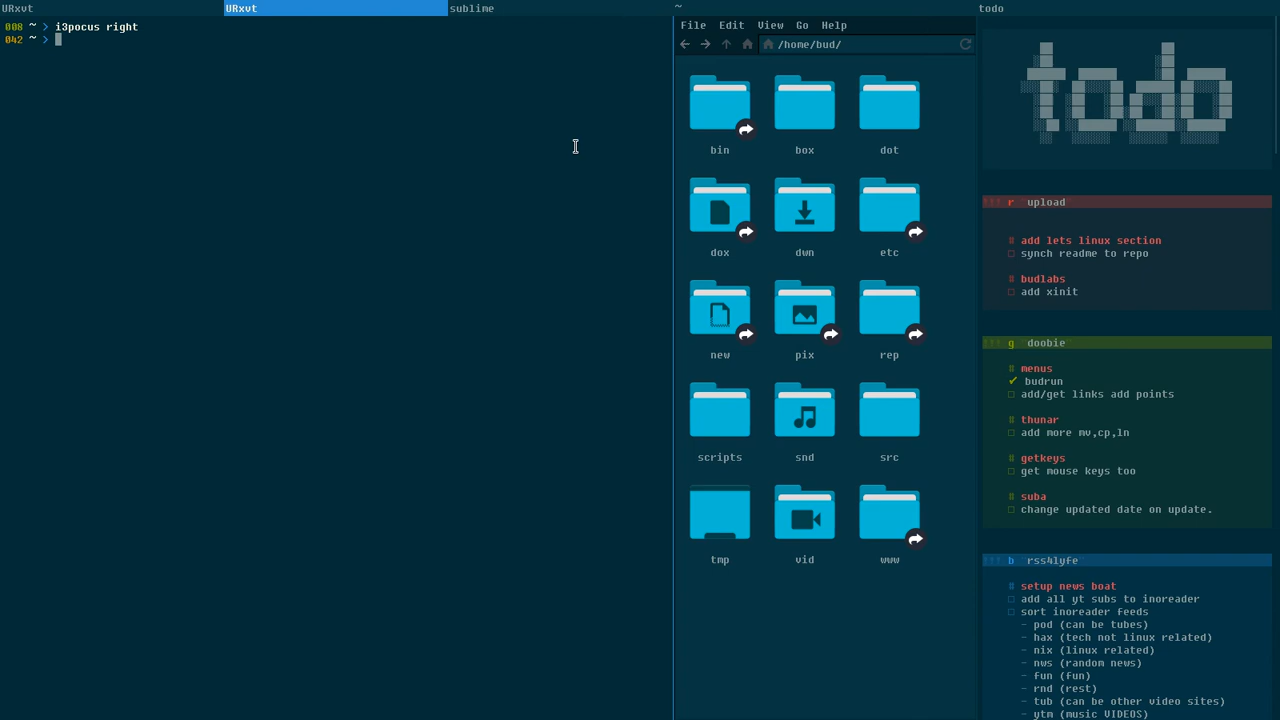 URxvt
URxvt
sublime
~
todo
008 ~ > i3pocus right
042 ~ >
File Edit View Go Help
/home/bud/
bin
box
dot
dox
dwn
etc
new
pix
rep
scripts
snd
src
tmp
vid
www
todo
!!! r upload
# add lets linux section
□ synch readme to repo
# budlabs
□ add xinit
!!! g doobie
# menus
✓ budrun
□ add/get links add points
# thunar
□ add more mv,cp,ln
# getkeys
□ get mouse keys too
# suba
□ change updated date on update.
!!! b rss4lyfe
# setup news boat
□ add all yt subs to inoreader
□ sort inoreader feeds
- pod (can be tubes)
- hax (tech not linux related)
- nix (linux related)
- nws (random news)
- fun (fun)
- rnd (rest)
- tub (can be other video sites)
- ytm (music VIDEOS)